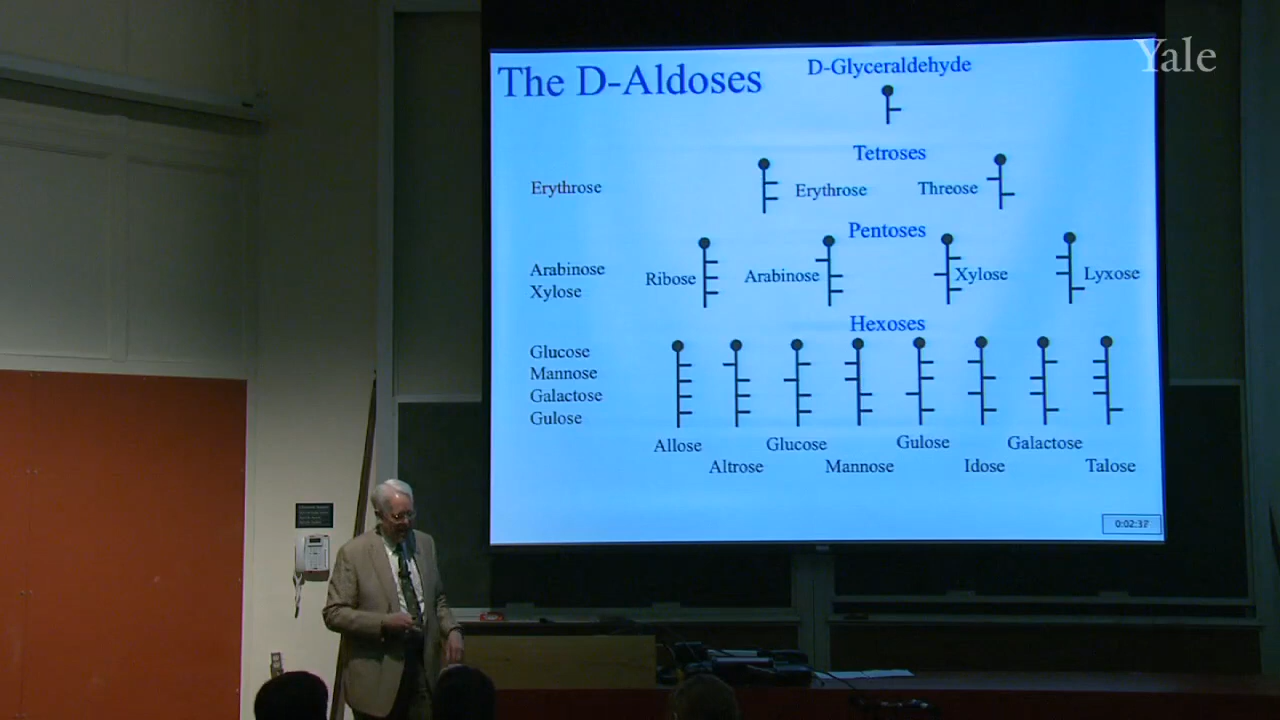 Yale
The D-Aldoses
D-Glyceraldehyde
Tetroses
Erythrose
Erythrose
Threose
Pentoses
Arabinose
Xylose
Ribose
Arabinose
Xylose
Lyxose
Hexoses
Glucose
Mannose
Galactose
Gulose
Allose
Altrose
Glucose
Mannose
Gulose
Idose
Galactose
Talose
0:02:37